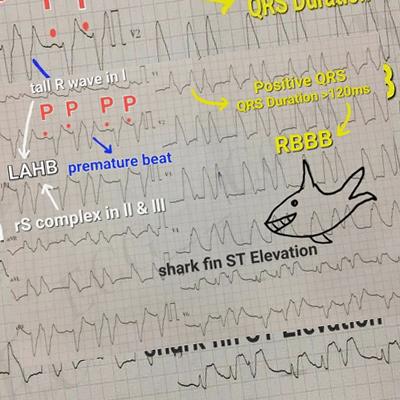 QRS Duration
P P
V2
tall R wave in I
P P P P
Positive QRS
QRS Duration >120ms
LAHB
premature beat
RBBB
rS complex in II & III
shark fin ST Elevation
shark fin ST Elevation